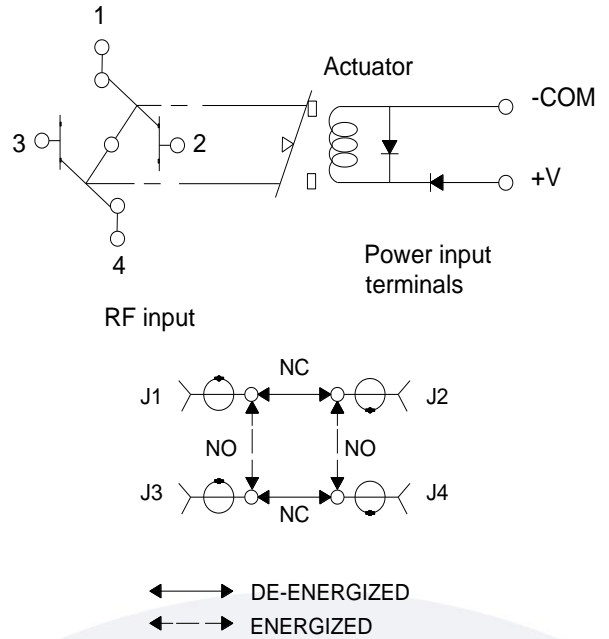 1
Actuator
-COM
3
2
+V
4
Power input
terminals
RF input
NC
J1
J2
NO
NO
J3
J4
NC
DE-ENERGIZED
ENERGIZED